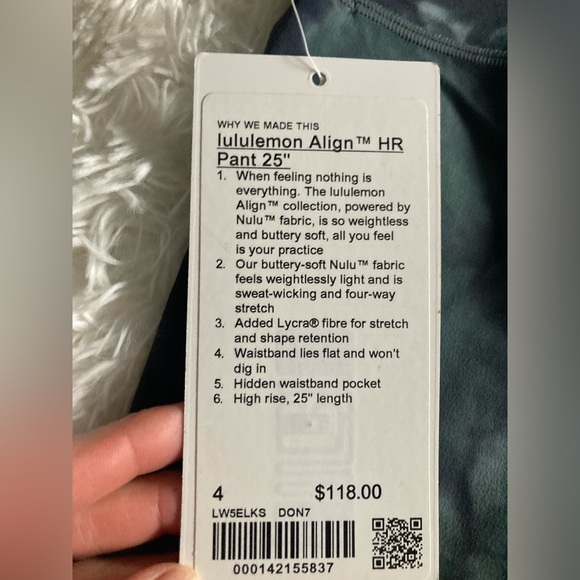 WHY WE MADE THIS
lululemon Align™ HR
Pant 25"
1. When feeling nothing is
everything. The lululemon
Align™ collection, powered by
Nulu™ fabric, is so weightless
and buttery soft, all you feel
is your practice
2. Our buttery-soft Nulu™ fabric
feels weightlessly light and is
sweat-wicking and four-way
stretch
3. Added Lycra® fibre for stretch
and shape retention
4. Waistband lies flat and won't
dig in
5. Hidden waistband pocket
6. High rise, 25" length
4 $118.00
LW5ELKS DON7
000142155837